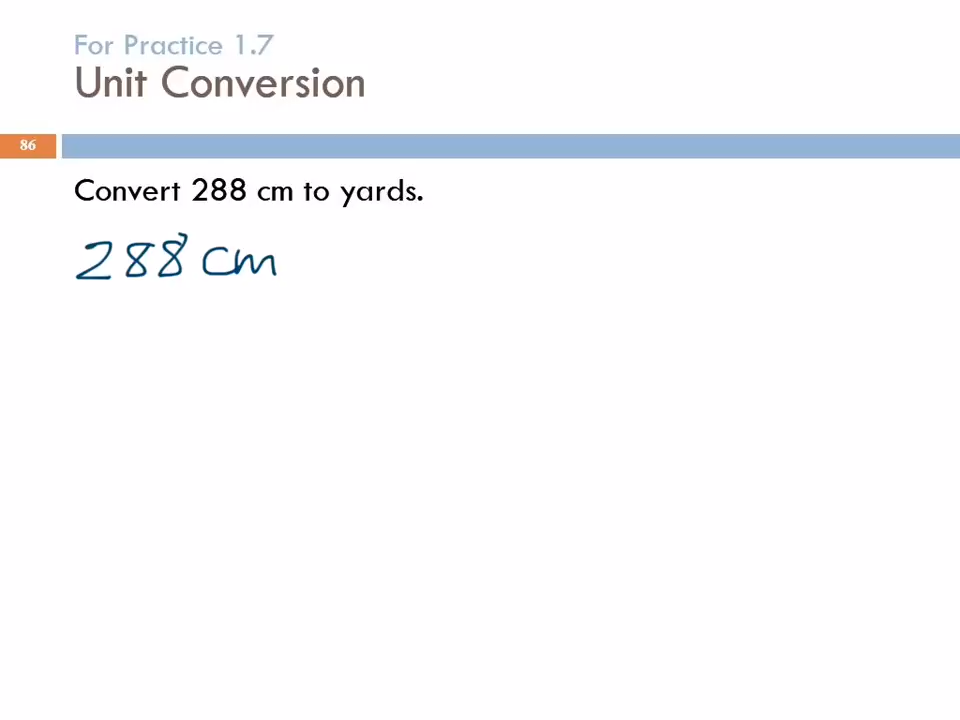 For Practice 1.7
Unit Conversion
86
Convert 288 cm to yards.
288 cm